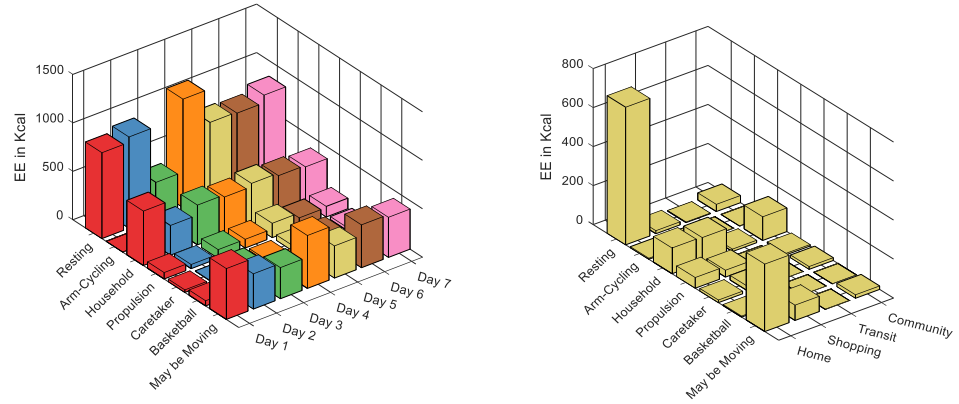 1500
1000
500
0
EE in Kcal
Resting
Arm-Cycling
Household
Propulsion
Caretaker
Basketball
May be Moving
Day 1
Day 2
Day 3
Day 4
Day 5
Day 6
Day 7
800
600
400
200
0
EE in Kcal
Resting
Arm-Cycling
Household
Propulsion
Caretaker
Basketball
May be Moving
Home
Shopping
Transit
Community